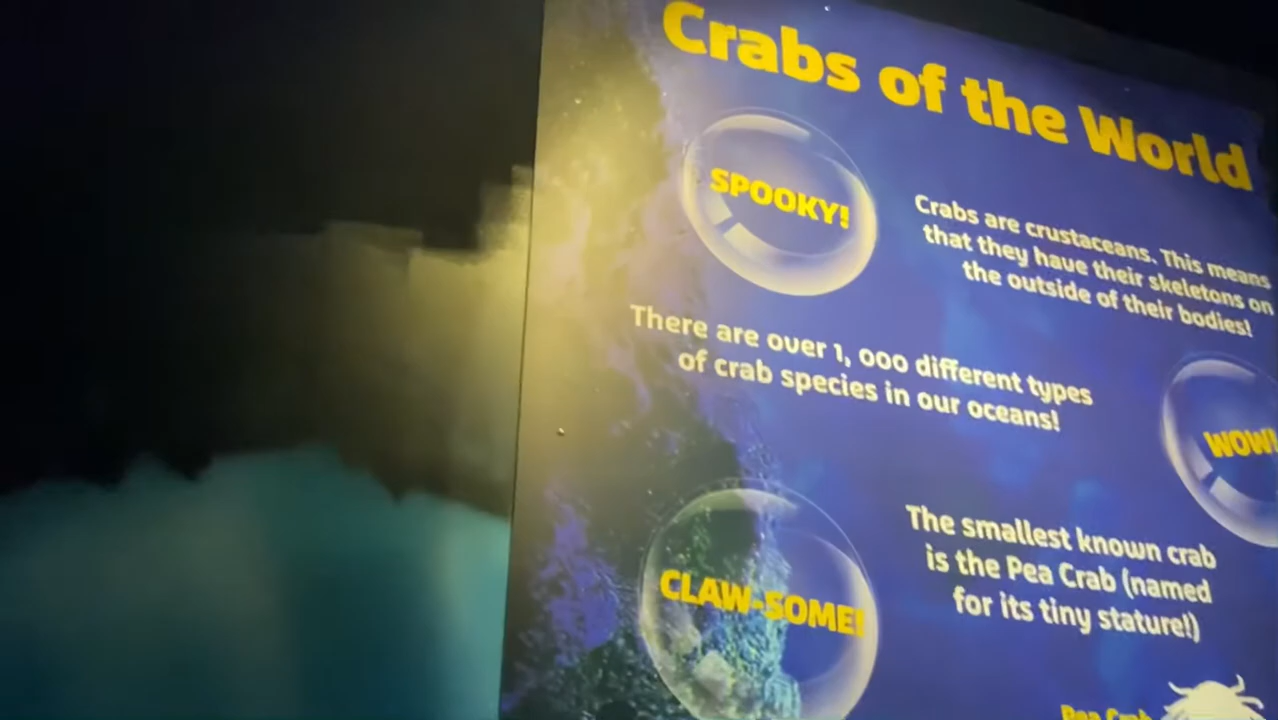 Crabs of the World
SPOOKY!
Crabs are crustaceans. This means
that they have their skeletons on
the outside of their bodies!
There are over 1, 000 different types
of crab species in our oceans!
WOW!
CLAW-SOME!
The smallest known crab
is the Pea Crab (named
for its tiny stature!)
Pea Crab